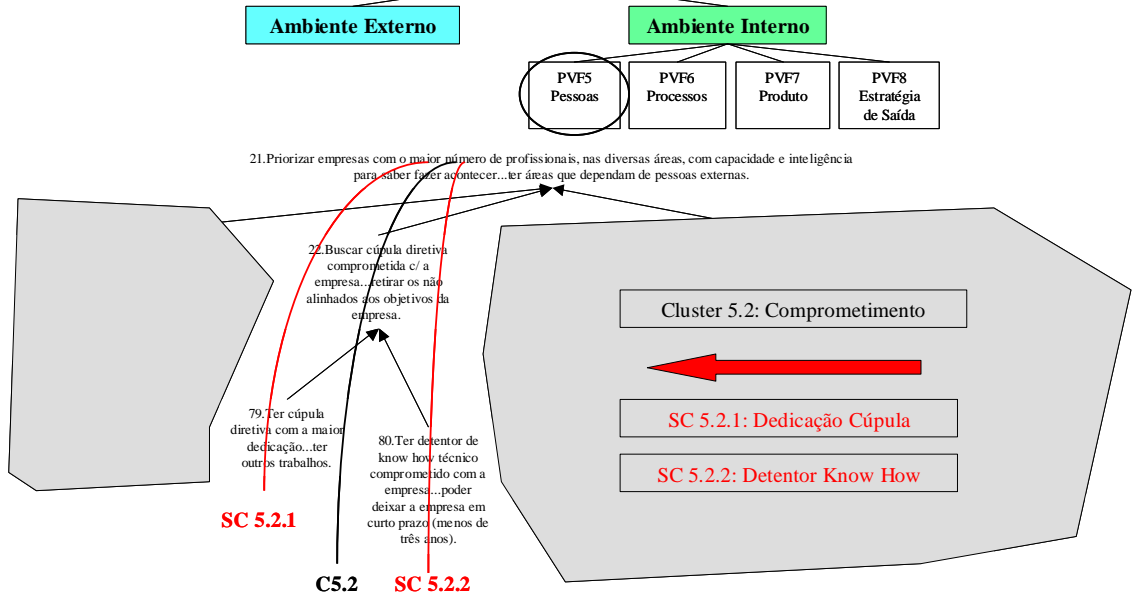 Ambiente Externo
Ambiente Interno
PVF5
Pessoas
PVF6
Processos
PVF7
Produto
PVF8
Estratégia
de Saída
21.Priorizar empresas com o maior número de profissionais, nas diversas áreas, com capacidade e inteligência
para saber fazer acontecer...ter áreas que dependam de pessoas externas.
22.Buscar cúpula diretiva
comprometida c/ a
empresa...retirar os não
alinhados aos objetivos da
empresa.
79.Ter cúpula
diretiva com a maior
dedicação...ter
outros trabalhos.
80.Ter detentor de
know how técnico
comprometido com a
empresa...poder
deixar a empresa em
curto prazo (menos de
três anos).
SC 5.2.1
C5.2
SC 5.2.2
Cluster 5.2: Comprometimento
SC 5.2.1: Dedicação Cúpula
SC 5.2.2: Detentor Know How